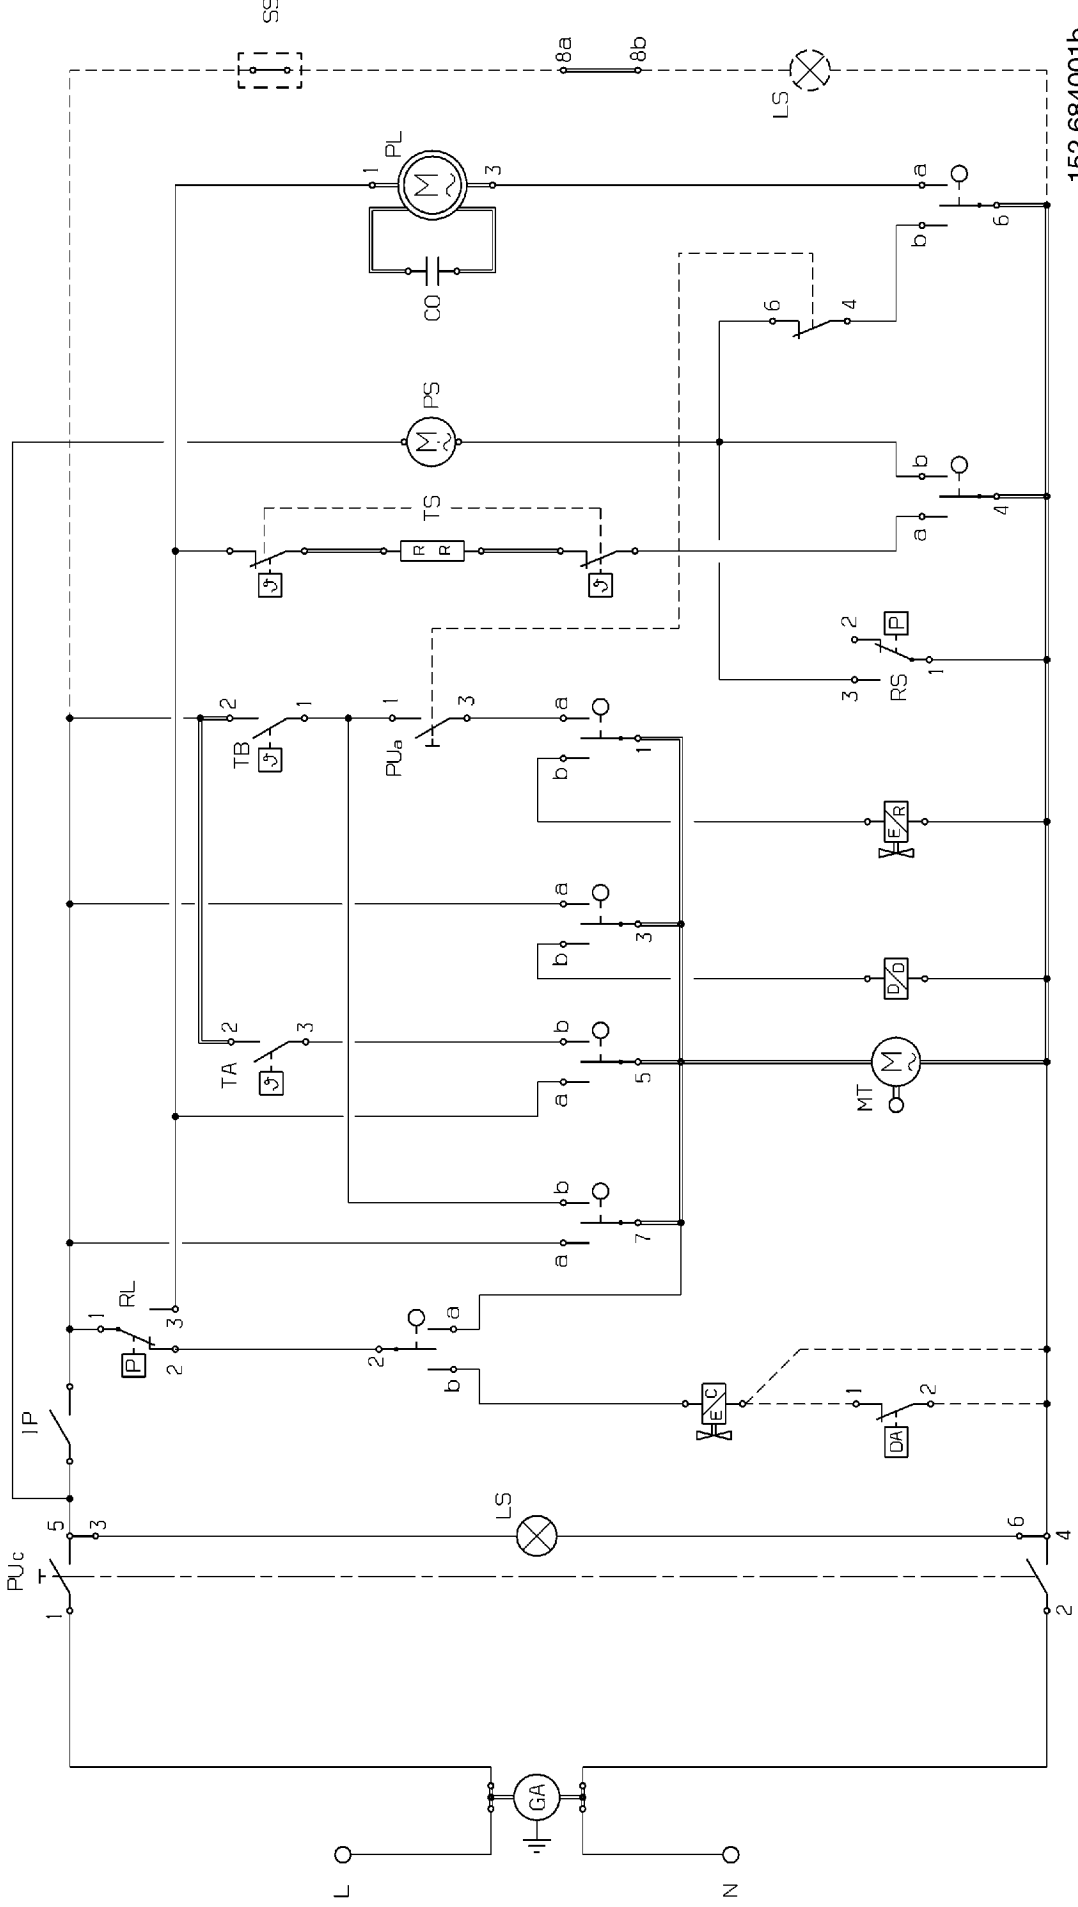 SS
8a
8b
LS
152 684001b
1
PL
M
3
CO
a
b
6
6
4
PS
M
b
a
4
TS
R R
ϑ
ϑ
2
P
3
RS
1
2
TB
ϑ
1
1
PUa
3
a
b
1
E/R
a
b
3
D/D
2
TA
ϑ
3
b
a
5
M
MT
b
a
7
RL
1
P
3
2
2
a
b
E/C
1
DA
2
IP
5
3
LS
6
4
PUc
1
2
GA
L
N